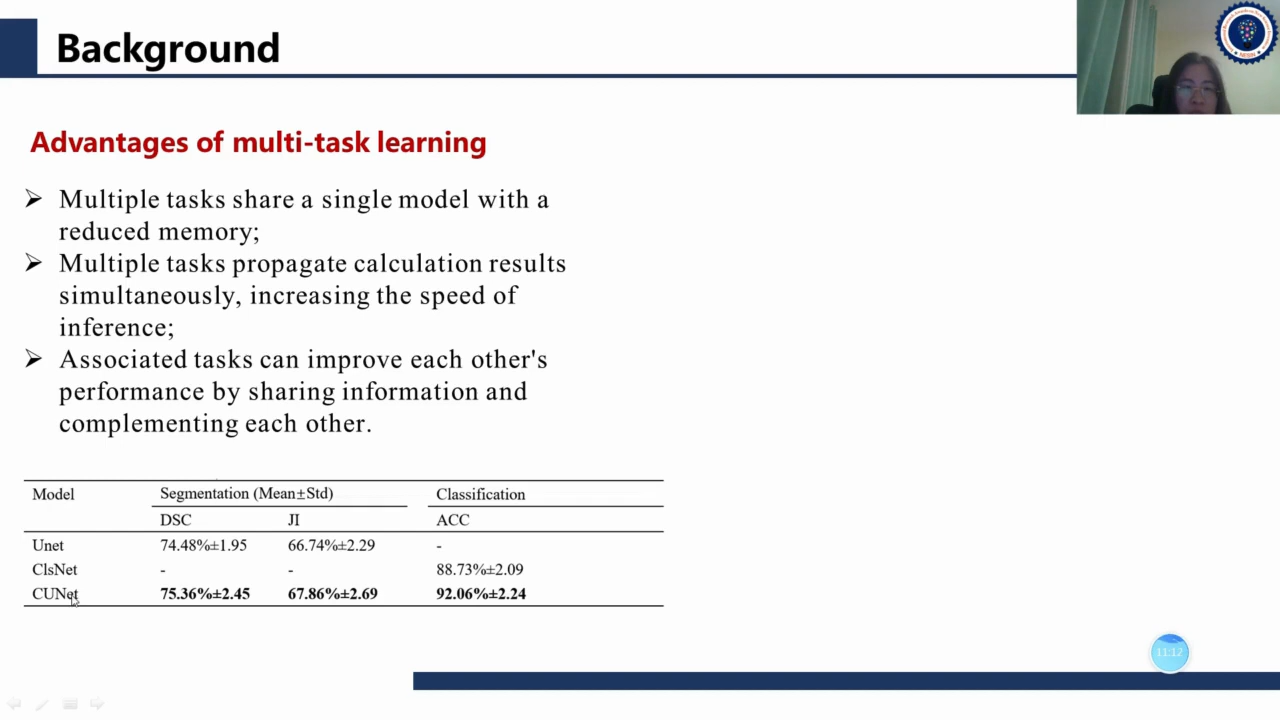 Background
Advantages of multi-task learning
➢ Multiple tasks share a single model with a
reduced memory;
➢ Multiple tasks propagate calculation results
simultaneously, increasing the speed of
inference;
➢ Associated tasks can improve each other's
performance by sharing information and
complementing each other.
Model Segmentation (Mean±Std) Classification
DSC JI ACC
Unet 74.48%±1.95 66.74%±2.29 -
ClsNet - - 88.73%±2.09
CUNet 75.36%±2.45 67.86%±2.69 92.06%±2.24
11:12